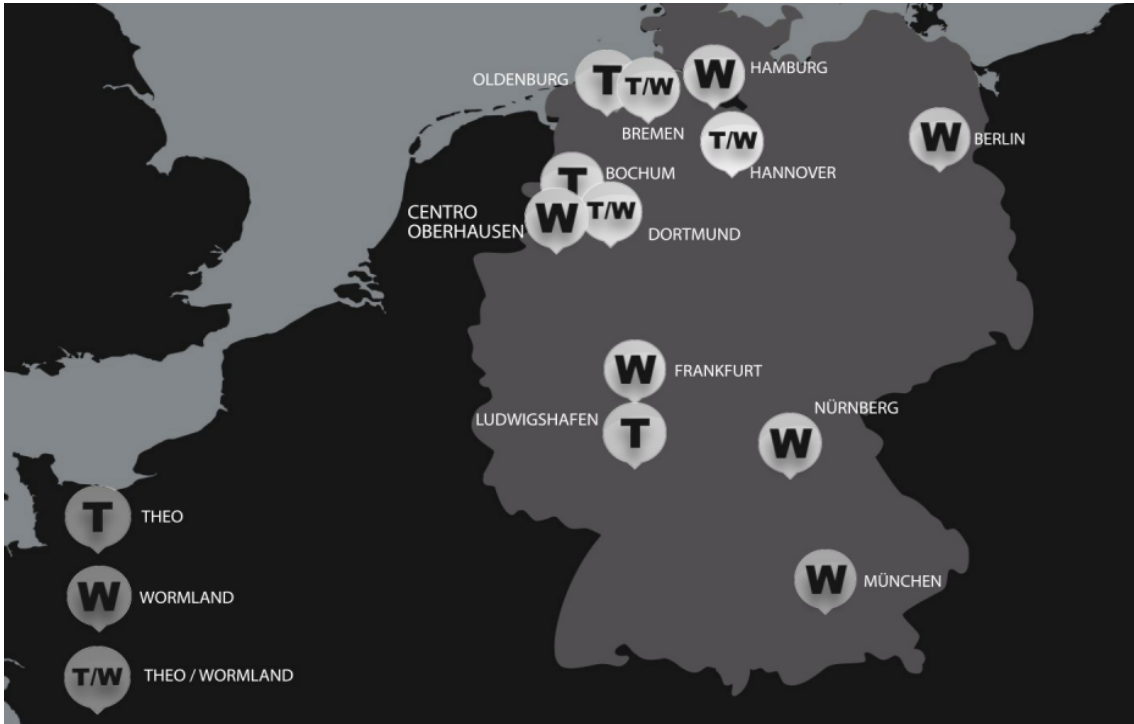 OLDENBURG
T
T/W
W
HAMBURG
BREMEN
T/W
HANNOVER
W
BERLIN
T
BOCHUM
CENTRO
OBERHAUSEN
W
T/W
DORTMUND
W
FRANKFURT
LUDWIGSHAFEN
T
NÜRNBERG
W
W
MÜNCHEN
T
THEO
W
WORMLAND
T/W
THEO / WORMLAND